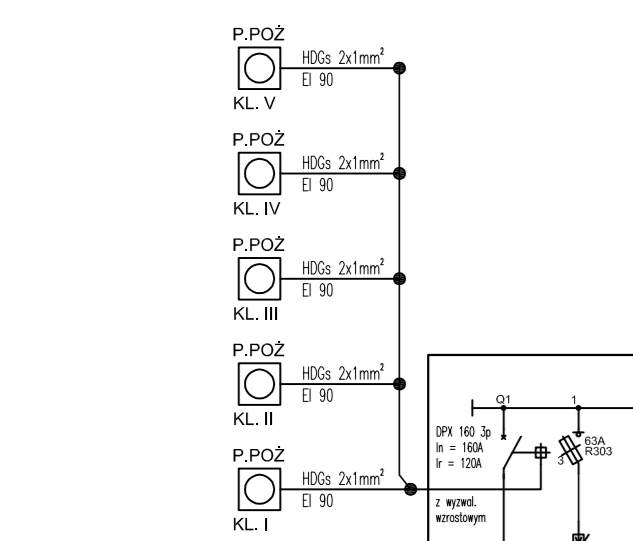 P.POŻ
HDGs 2x1mm²
EI 90
KL. V
P.POŻ
HDGs 2x1mm²
EI 90
KL. IV
P.POŻ
HDGs 2x1mm²
EI 90
KL. III
P.POŻ
HDGs 2x1mm²
EI 90
KL. II
Q1
1
DPX 160 3p
In = 160A
Ir = 120A
63A
R303
3
P.POŻ
HDGs 2x1mm²
EI 90
KL. I
z wyzwal.
wzrostowym